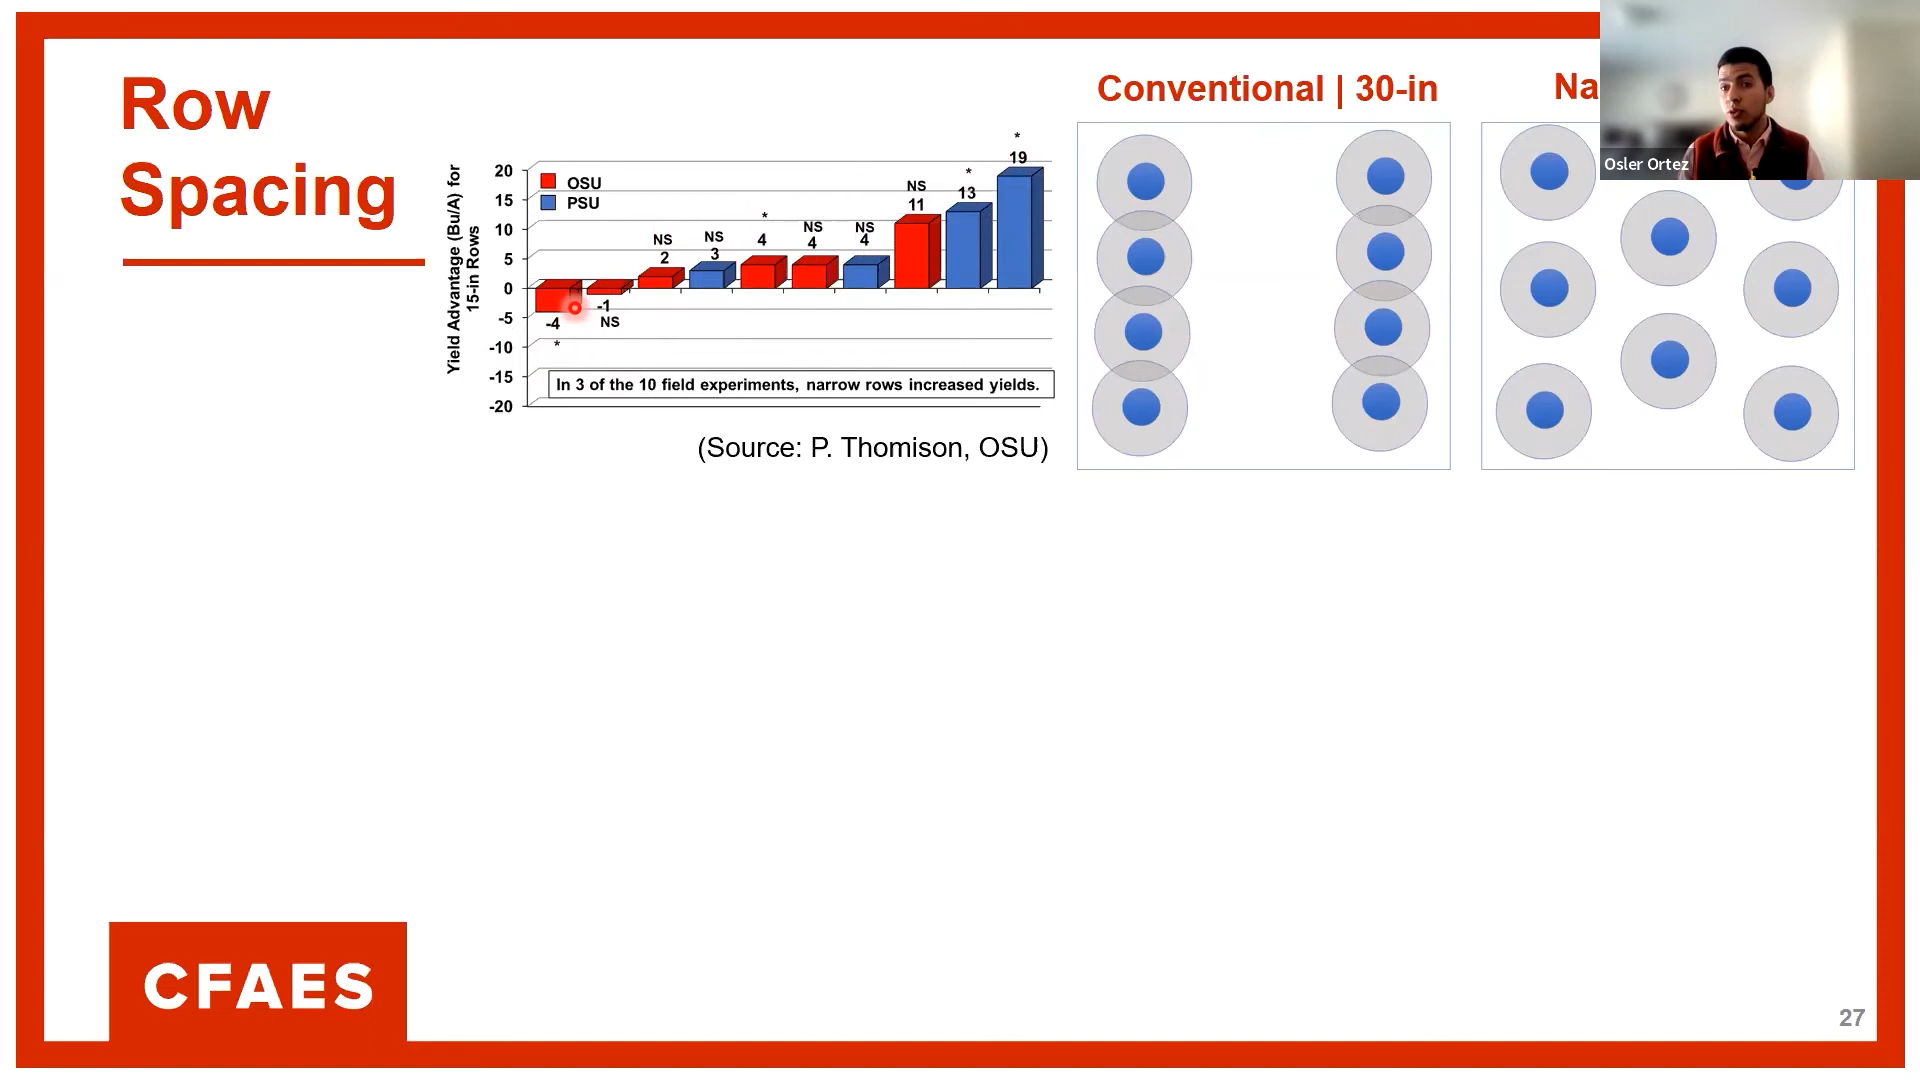 Row
Spacing
Conventional | 30-in
Na
Osler Ortez
Yield Advantage (Bu/A) for
15-in Rows
20
15
10
5
0
-5
-10
-15
-20
OSU
PSU
-4
*
-1
NS
NS
2
NS
3
*
4
NS
4
NS
4
NS
11
*
13
*
19
In 3 of the 10 field experiments, narrow rows increased yields.
(Source: P. Thomison, OSU)
CFAES
27